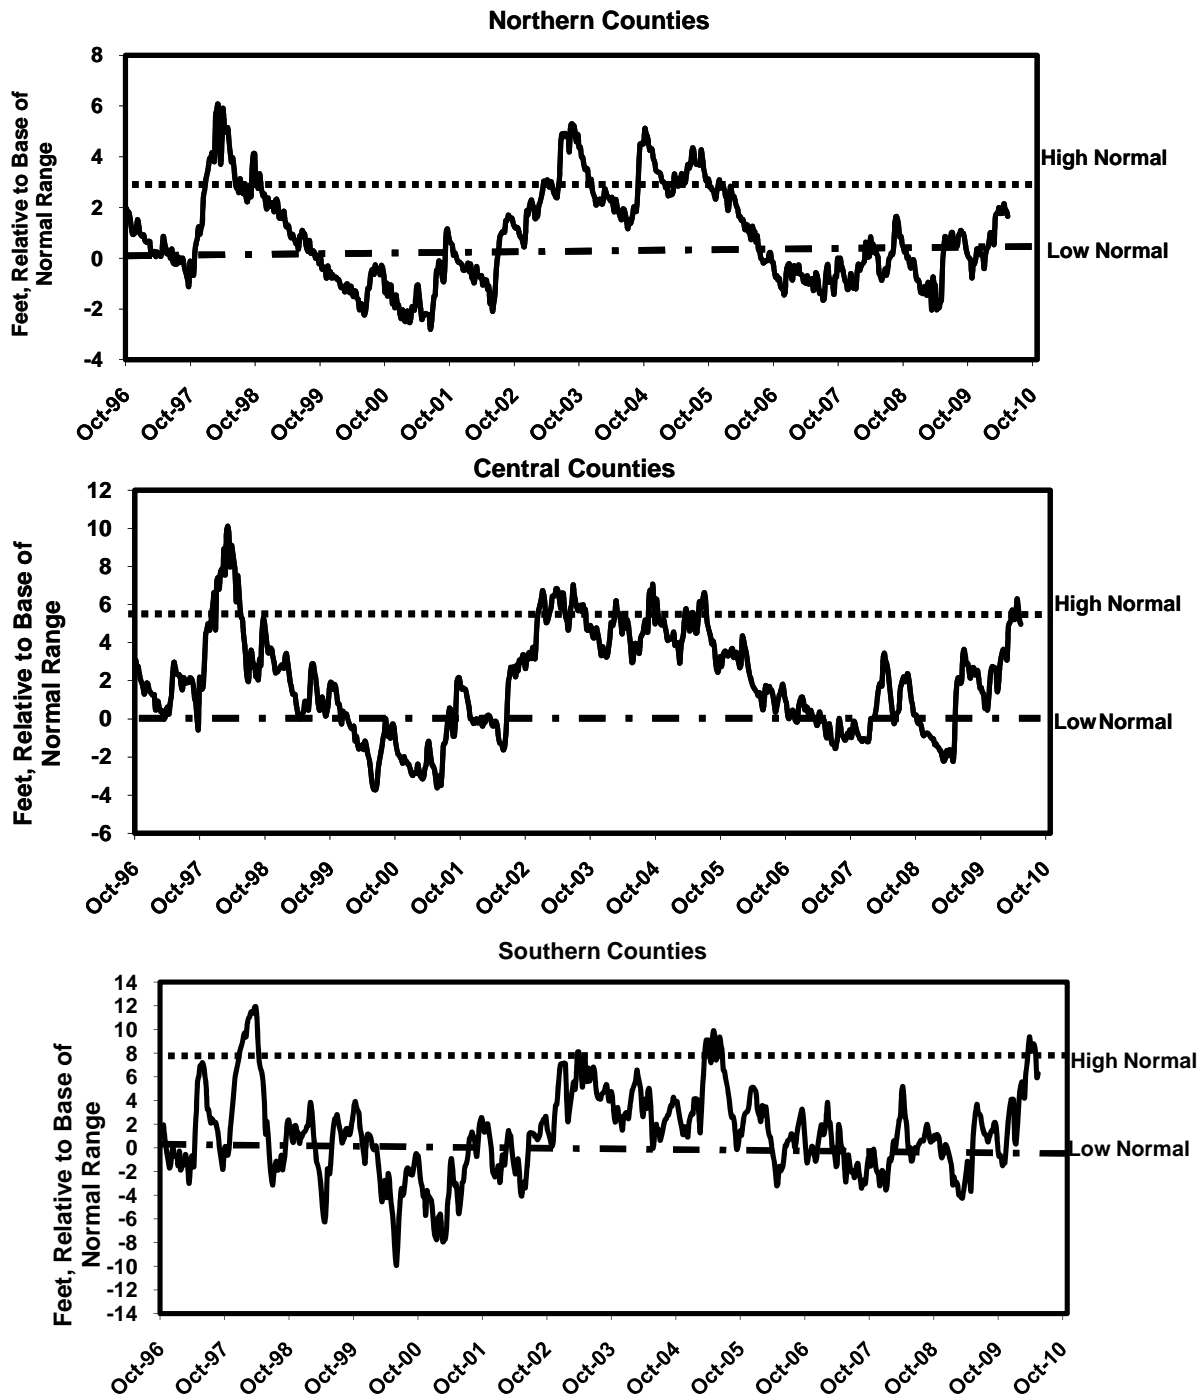 Northern Counties
Feet, Relative to Base of
Normal Range
8
6
4
2
0
-2
-4
High Normal
Low Normal
Oct-96
Oct-97
Oct-98
Oct-99
Oct-00
Oct-01
Oct-02
Oct-03
Oct-04
Oct-05
Oct-06
Oct-07
Oct-08
Oct-09
Oct-10
Central Counties
Feet, Relative to Base of
Normal Range
12
10
8
6
4
2
0
-2
-4
-6
High Normal
Low Normal
Oct-96
Oct-97
Oct-98
Oct-99
Oct-00
Oct-01
Oct-02
Oct-03
Oct-04
Oct-05
Oct-06
Oct-07
Oct-08
Oct-09
Oct-10
Southern Counties
Feet, Relative to Base of
Normal Range
14
12
10
8
6
4
2
0
-2
-4
-6
-8
-10
-12
-14
High Normal
Low Normal
Oct-96
Oct-97
Oct-98
Oct-99
Oct-00
Oct-01
Oct-02
Oct-03
Oct-04
Oct-05
Oct-06
Oct-07
Oct-08
Oct-09
Oct-10